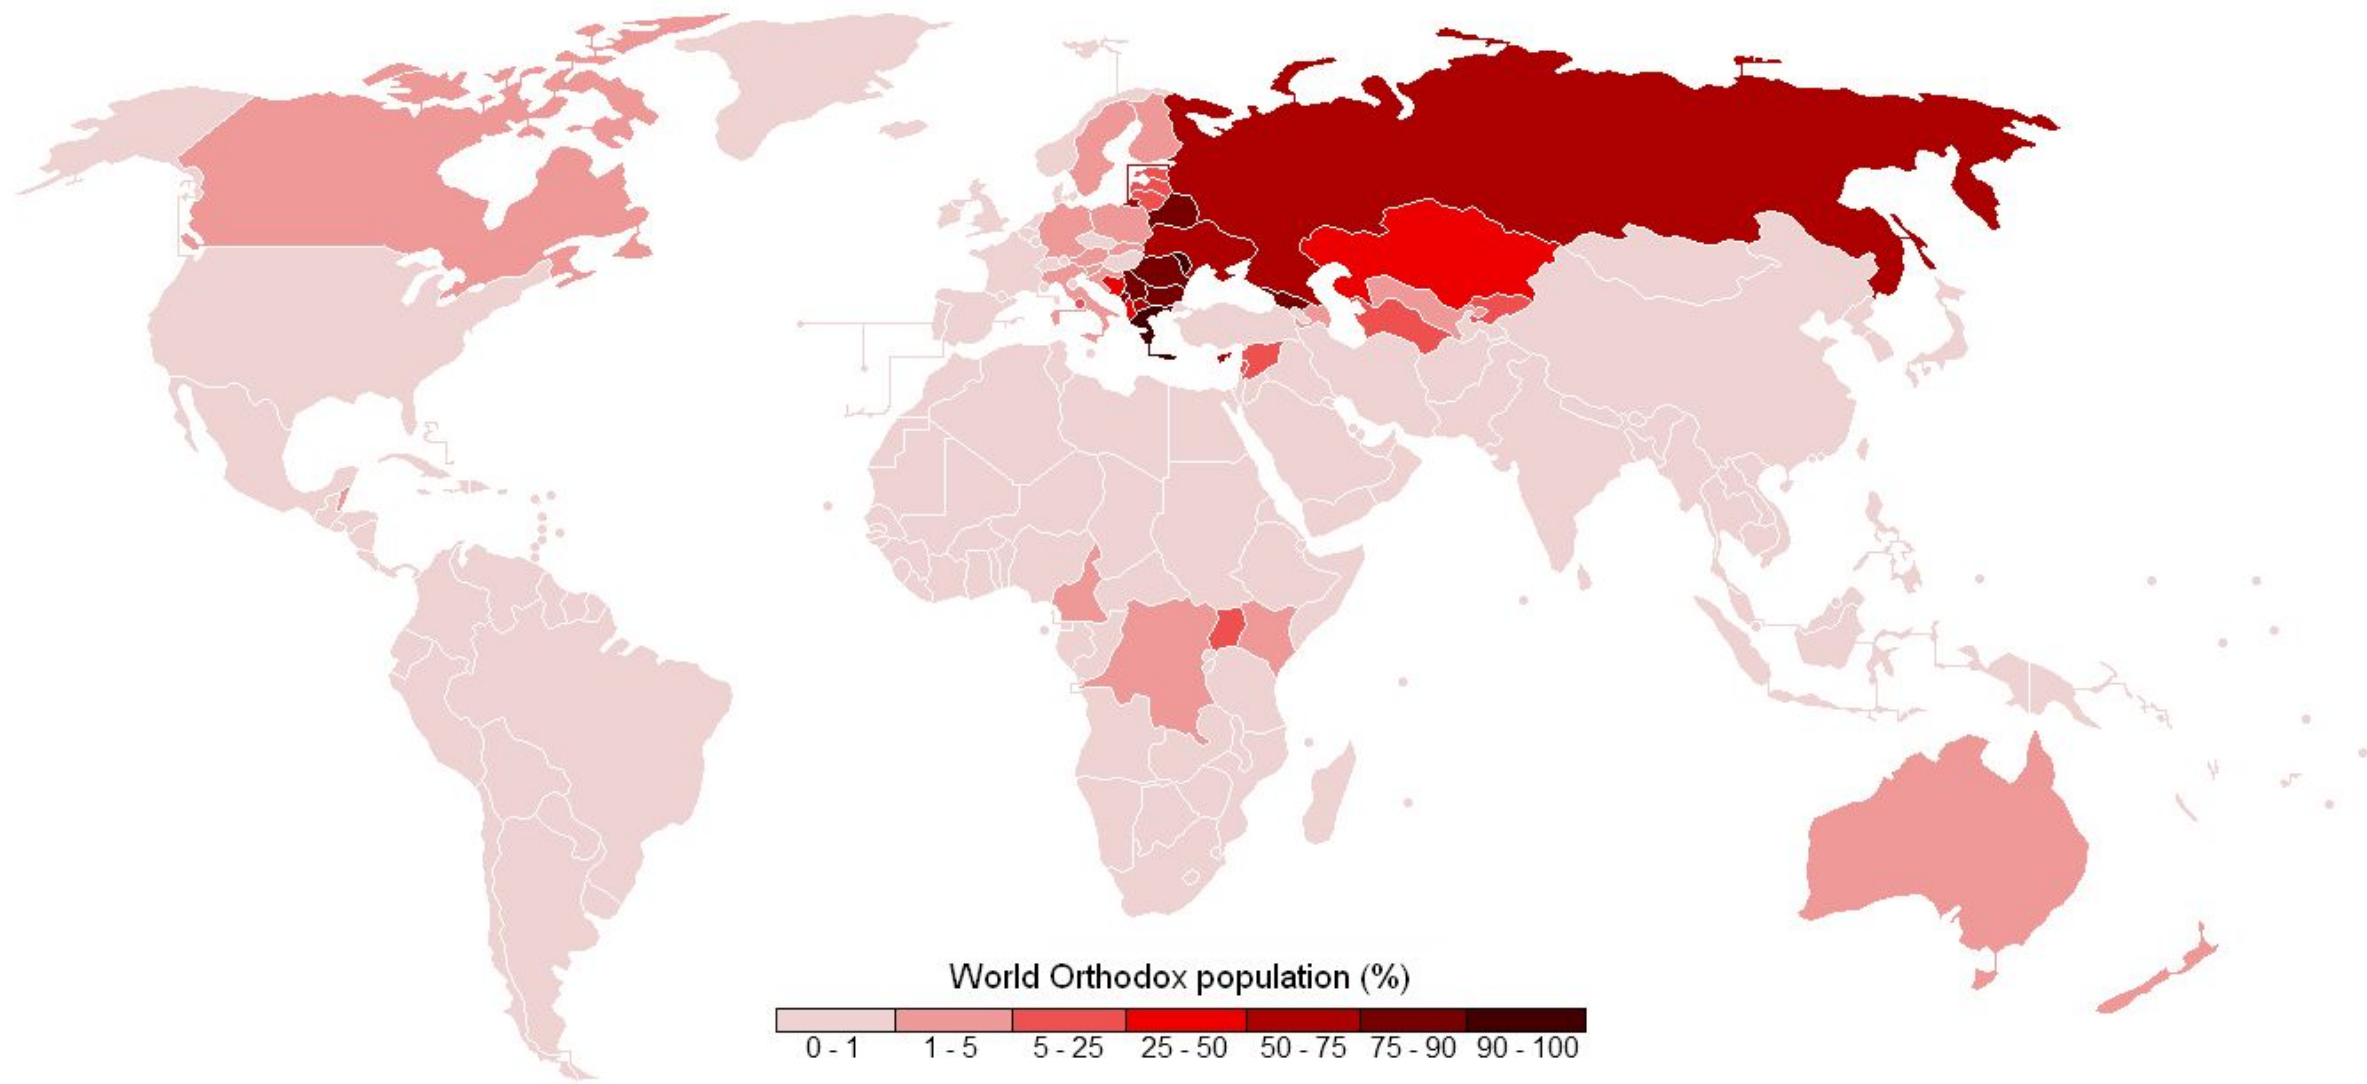 World Orthodox population (%)
0 - 1 1 - 5 5 - 25 25 - 50 50 - 75 75 - 90 90 - 100